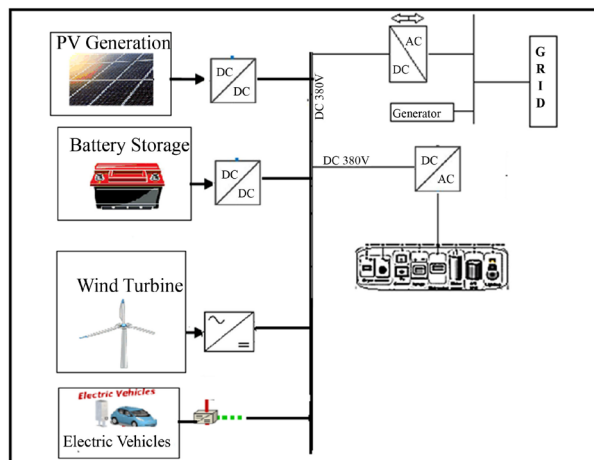 PV Generation
DC
DC
Battery Storage
DC
DC
Wind Turbine
Electric Vehicles
Electric Vehicles
DC 380V
AC
DC
Generator
GRID
DC 380V
DC
AC